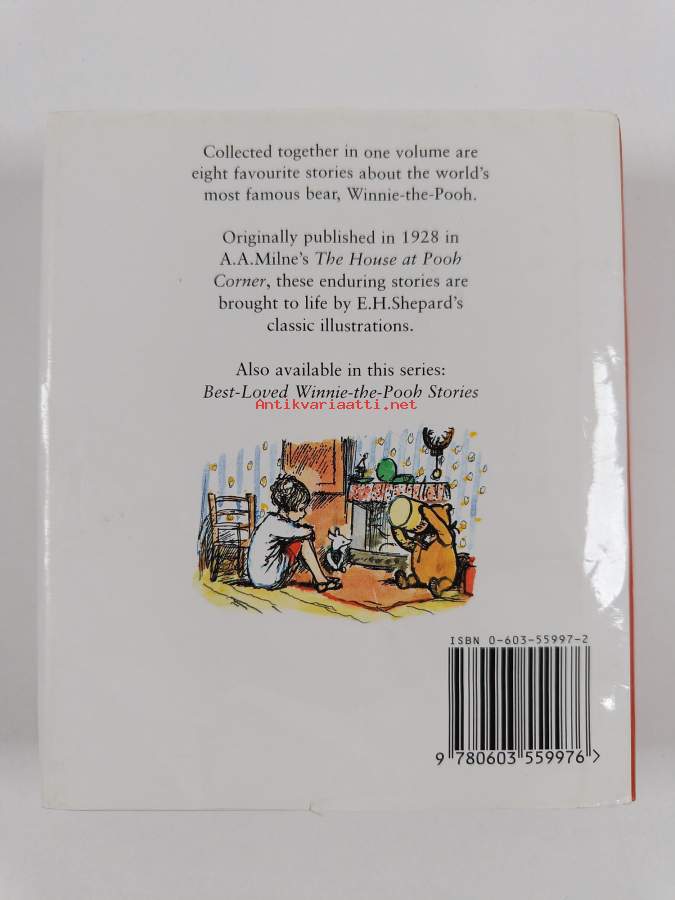 Collected together in one volume are
eight favourite stories about the world's
most famous bear, Winnie-the-Pooh.
Originally published in 1928 in
A.A.Milne's The House at Pooh
Corner, these enduring stories are
brought to life by E.H.Shepard's
classic illustrations.
Also available in this series:
Best-Loved Winnie-the-Pooh Stories
Antikvariaatti.net
ISBN 0-603-55997-2
9 780603 559976 >